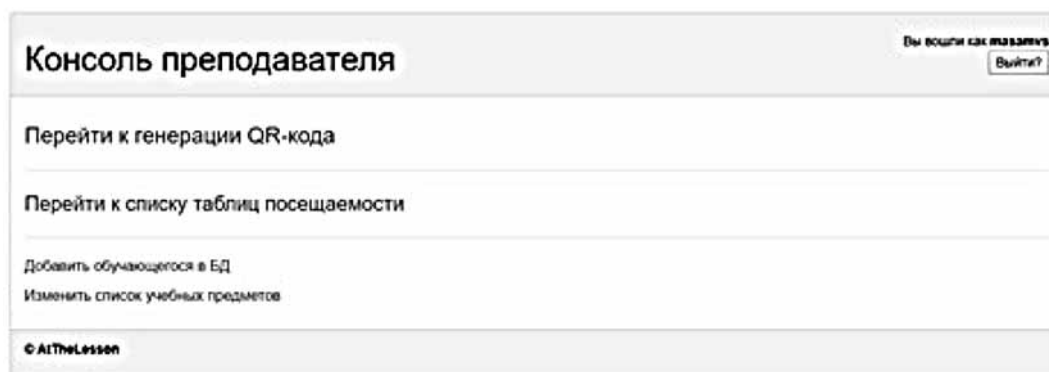 Консоль преподавателя
Вы вошли как masamvs
Выйти?
Перейти к генерации QR-кода
Перейти к списку таблиц посещаемости
Добавить обучающегося в БД
Изменить список учебных предметов
© AtTheLesson